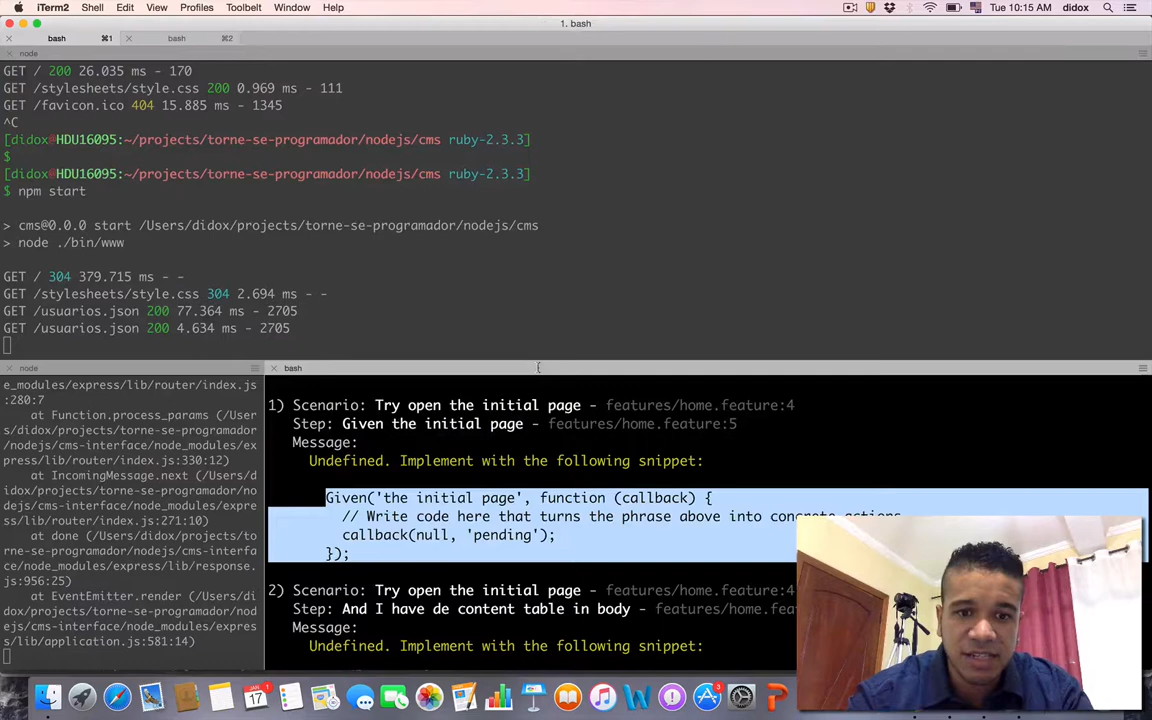 iTerm2 Shell Edit View Profiles Toolbelt Window Help Tue 10:15 AM didox
1. bash
bash ⌘1 bash ⌘2
node
GET / 200 26.035 ms - 170
GET /stylesheets/style.css 200 0.969 ms - 111
GET /favicon.ico 404 15.885 ms - 1345
^C
[didox@HDU16095:~/projects/torne-se-programador/nodejs/cms ruby-2.3.3]
$
[didox@HDU16095:~/projects/torne-se-programador/nodejs/cms ruby-2.3.3]
$ npm start
> cms@0.0.0 start /Users/didox/projects/torne-se-programador/nodejs/cms
> node ./bin/www
GET / 304 379.715 ms - -
GET /stylesheets/style.css 304 2.694 ms - -
GET /usuarios.json 200 77.364 ms - 2705
GET /usuarios.json 200 4.634 ms - 2705
node
e_modules/express/lib/router/index.js
:280:7
at Function.process_params (/User
s/didox/projects/torne-se-programador
/nodejs/cms-interface/node_modules/ex
press/lib/router/index.js:330:12)
at IncomingMessage.next (/Users/d
idox/projects/torne-se-programador/no
dejs/cms-interface/node_modules/expre
ss/lib/router/index.js:271:10)
at done (/Users/didox/projects/to
rne-se-programador/nodejs/cms-interfa
ce/node_modules/express/lib/response.
js:956:25)
at EventEmitter.render (/Users/di
dox/projects/torne-se-programador/nod
ejs/cms-interface/node_modules/expres
s/lib/application.js:581:14)
bash
1) Scenario: Try open the initial page - features/home.feature:4
Step: Given the initial page - features/home.feature:5
Message:
Undefined. Implement with the following snippet:
Given('the initial page', function (callback) {
// Write code here that turns the phrase above into concrete actions
callback(null, 'pending');
});
2) Scenario: Try open the initial page - features/home.feature:4
Step: And I have de content table in body - features/home.fea
Message:
Undefined. Implement with the following snippet:
JAN
17
1
3